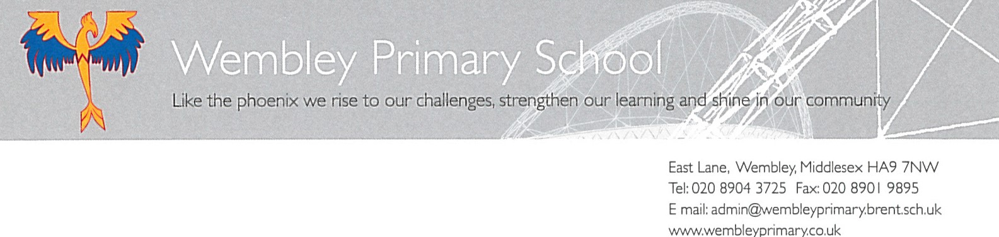 Wembley Primary School
Like the phoenix we rise to our challenges, strengthen our learning and shine in our community
East Lane, Wembley, Middlesex HA9 7NW
Tel: 020 8904 3725 Fax: 020 8901 9895
E mail: admin@wembleyprimary.brent.sch.uk
www.wembleyprimary.co.uk